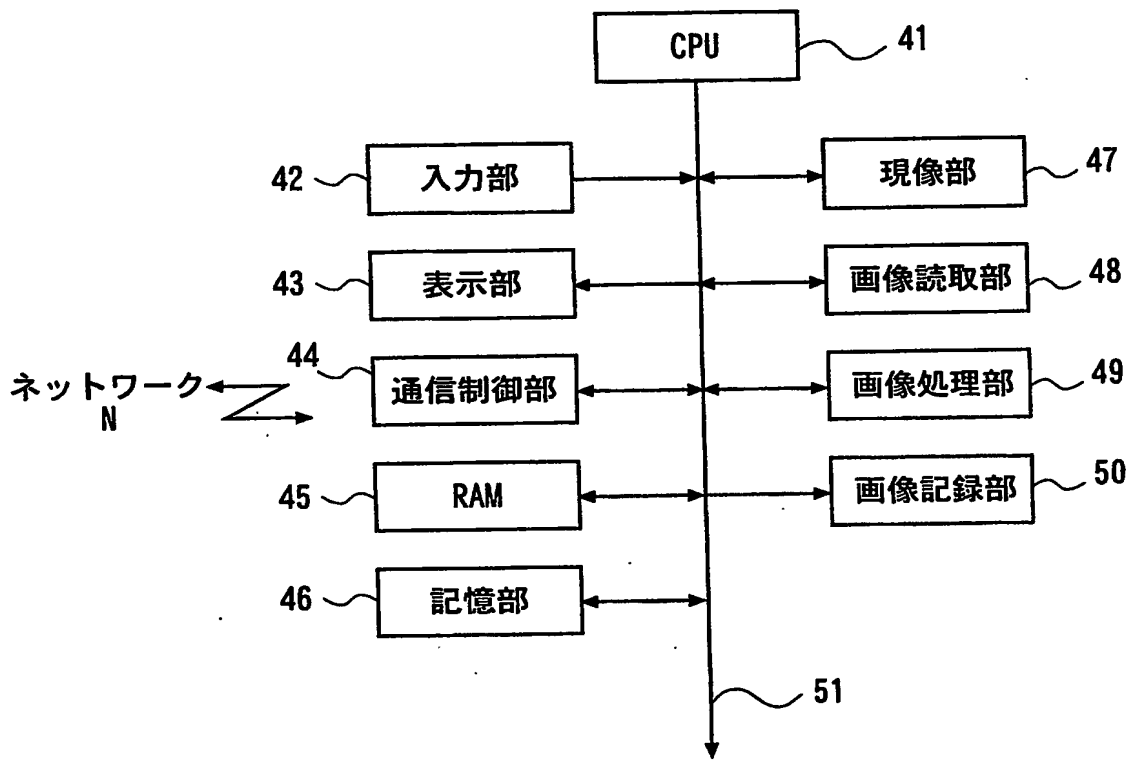 CPU
41
42
入力部
現像部
47
43
表示部
画像読取部
48
ネットワーク
N
44
通信制御部
画像処理部
49
45
RAM
画像記録部
50
46
記憶部
51